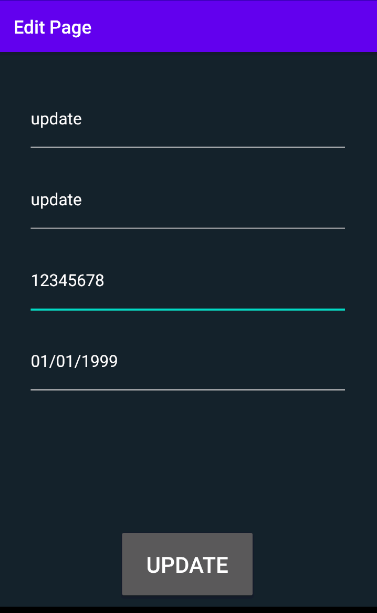 Edit Page
update
update
12345678
01/01/1999
UPDATE